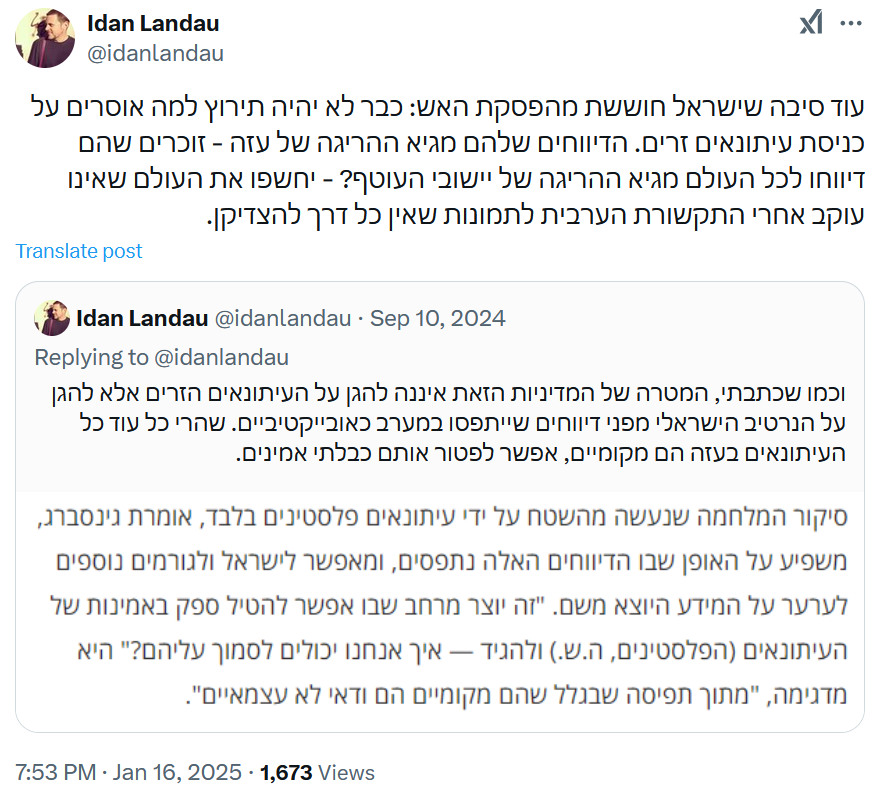 Idan Landau
@idanlandau
עוד סיבה שישראל חוששת מהפסקת האש: כבר לא יהיה תירוץ למה אוסרים על
כניסת עיתונאים זרים. הדיווחים שלהם מגיא ההריגה של עזה - זוכרים שהם
דיווחו לכל העולם מגיא ההריגה של יישובי העוטף? - יחשפו את העולם שאינו
עוקב אחרי התקשורת הערבית לתמונות שאין כל דרך להצדיקן.
Translate post
Idan Landau @idanlandau · Sep 10, 2024
Replying to @idanlandau
וכמו שכתבתי, המטרה של המדיניות הזאת איננה להגן על העיתונאים הזרים אלא להגן
על הנרטיב הישראלי מפני דיווחים שייתפסו במערב כאובייקטיביים. שהרי כל עוד כל
העיתונאים בעזה הם מקומיים, אפשר לפטור אותם כבלתי אמינים.
סיקור המלחמה שנעשה מהשטח על ידי עיתונאים פלסטינים בלבד, אומרת גינסברג,
משפיע על האופן שבו הדיווחים האלה נתפסים, ומאפשר לישראל ולגורמים נוספים
לערער על המידע היוצא משם. "זה יוצר מרחב שבו אפשר להטיל ספק באמינות של
העיתונאים (הפלסטינים, ה.ש.) ולהגיד — איך אנחנו יכולים לסמוך עליהם?" היא
מדגימה, "מתוך תפיסה שבגלל שהם מקומיים הם ודאי לא עצמאיים".
7:53 PM · Jan 16, 2025 · 1,673 Views